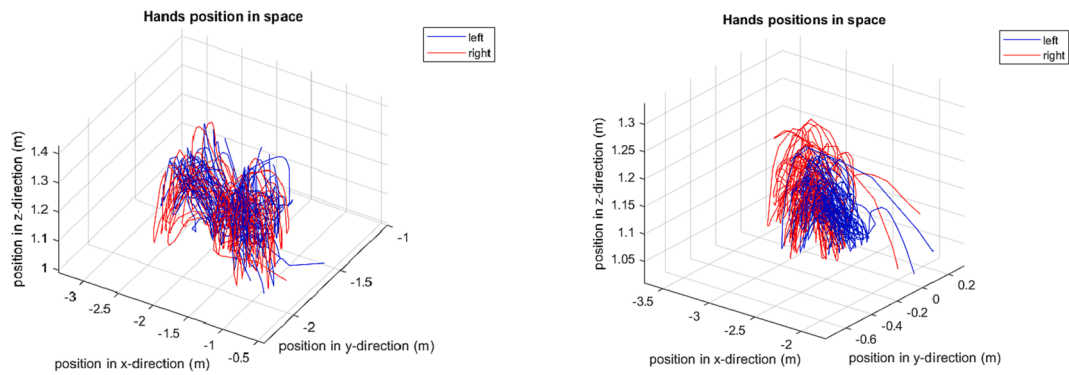 Hands position in space
left
right
position in z-direction (m)
1.4
1.3
1.2
1.1
1
-3
-2.5
-2
-1.5
-1
-0.5
position in x-direction (m)
-2
-1.5
-1
position in y-direction (m)
Hands positions in space
left
right
position in z-direction (m)
1.3
1.25
1.2
1.15
1.1
1.05
-3.5
-3
-2.5
-2
position in x-direction (m)
-0.6
-0.4
-0.2
0
0.2
position in y-direction (m)